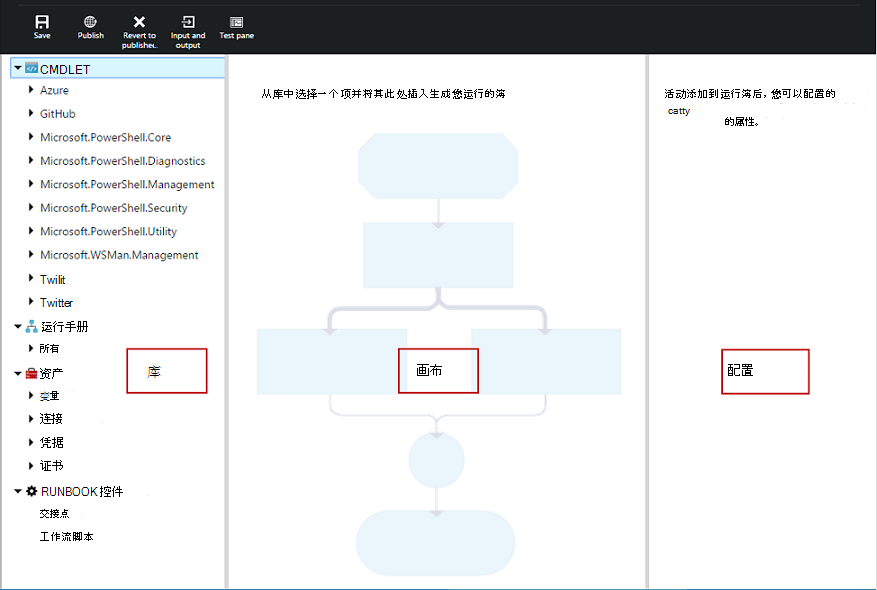 Save
Publish
Revert to
publishe..
Input and
output
Test pane
CMDLET
Azure
GitHub
Microsoft.PowerShell.Core
Microsoft.PowerShell.Diagnostics
Microsoft.PowerShell.Management
Microsoft.PowerShell.Security
Microsoft.PowerShell.Utility
Microsoft.WSMan.Management
Twilit
Twitter
运行手册
所有
资产
变量
连接
凭据
证书
RUNBOOK 控件
交接点
工作流脚本
库
从库中选择一个项并将其此处插入生成您运行的簿
画布
活动添加到运行簿后，您可以配置的
catty
的属性。
配置